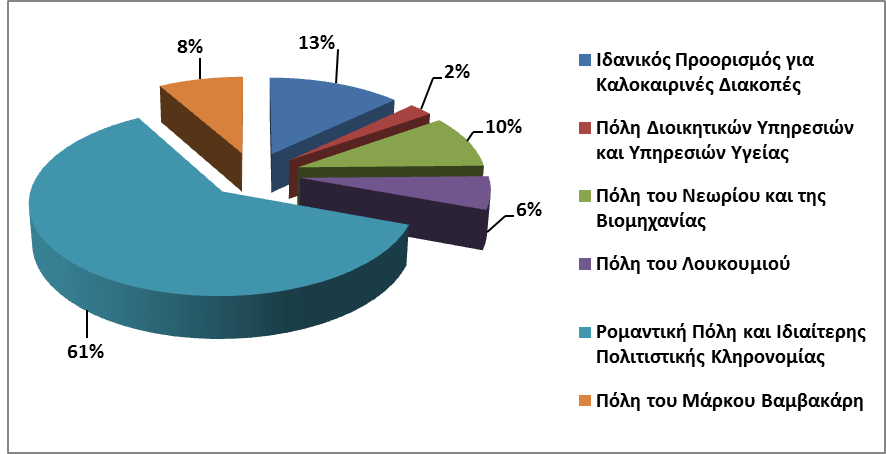 8%
13%
2%
10%
6%
61%
Ιδανικός Προορισμός για
Καλοκαιρινές Διακοπές
Πόλη Διοικητικών Υπηρεσιών
και Υπηρεσιών Υγείας
Πόλη του Νεωρίου και της
Βιομηχανίας
Πόλη του Λουκουμιού
Ρομαντική Πόλη και Ιδιαίτερης
Πολιτιστικής Κληρονομίας
Πόλη του Μάρκου Βαμβακάρη